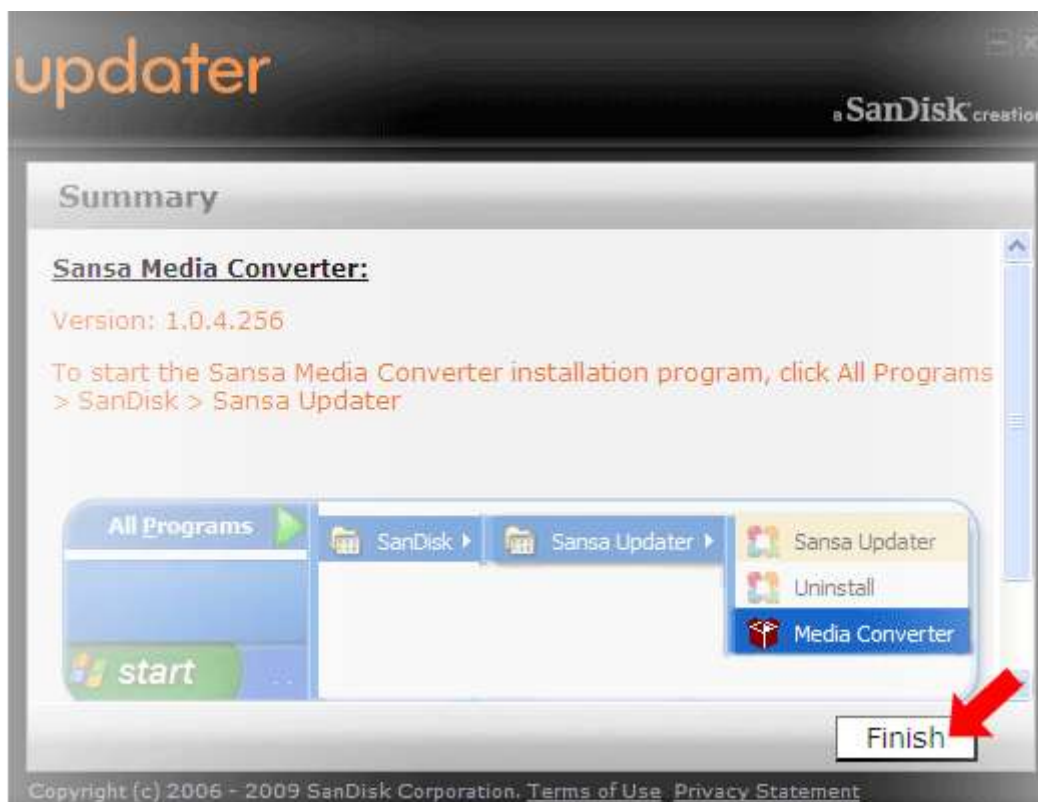 updater
a SanDisk creation
Summary
Sansa Media Converter:
Version: 1.0.4.256
To start the Sansa Media Converter installation program, click All Programs
> SanDisk > Sansa Updater
All Programs
SanDisk
Sansa Updater
Sansa Updater
Uninstall
Media Converter
start
Finish
Copyright (c) 2006 - 2009 SanDisk Corporation. Terms of Use Privacy Statement